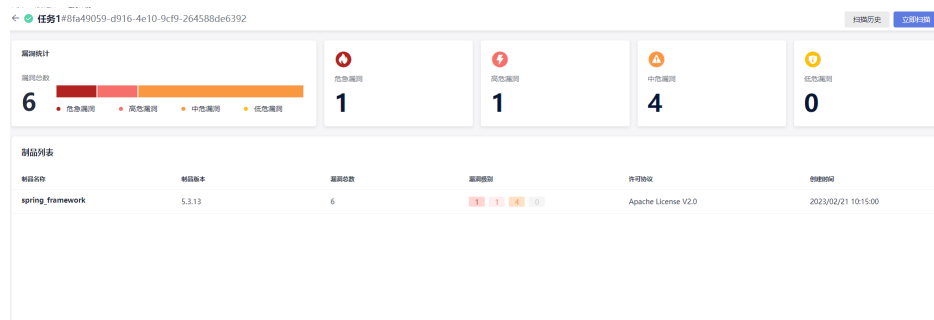 任务1#8fa49059-d916-4e10-9cf9-264588de6392
扫描历史
立即扫描
漏洞统计
漏洞总数
6
危急漏洞
高危漏洞
中危漏洞
低危漏洞
危急漏洞
1
高危漏洞
1
中危漏洞
4
低危漏洞
0
制品列表
制品名称 制品版本 漏洞总数 漏洞级别 许可协议 创建时间
spring_framework 5.3.13 6 1 1 4 0 Apache License V2.0 2023/02/21 10:15:00